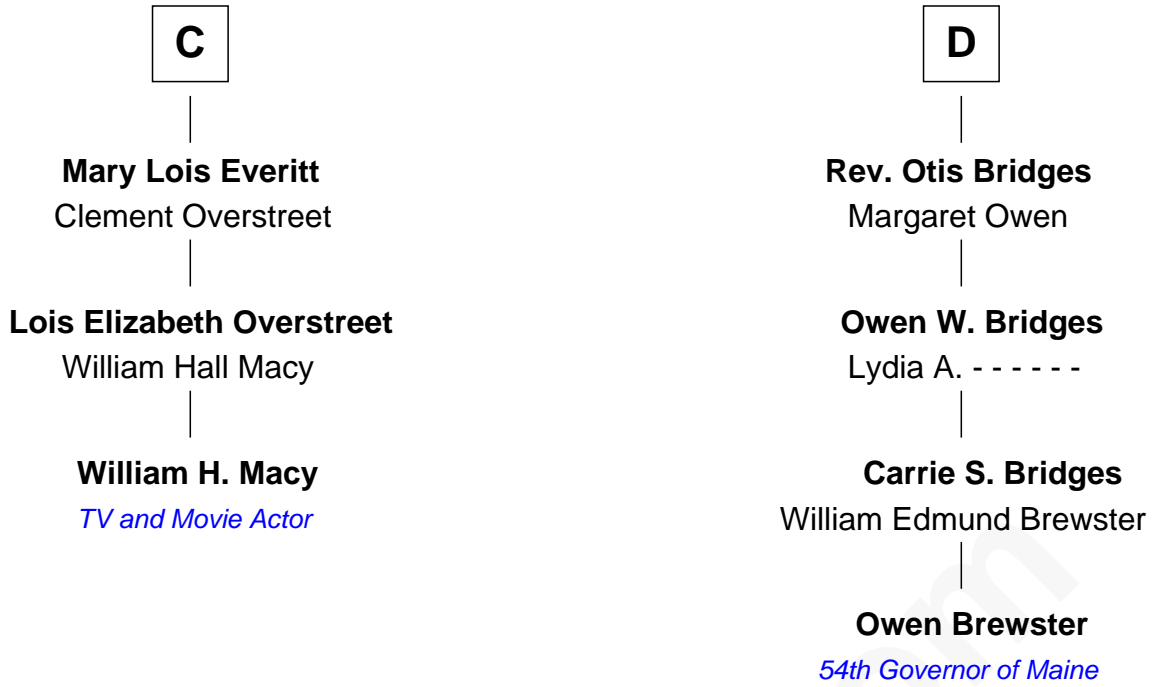 C
Mary Lois Everitt
Clement Overstreet
Lois Elizabeth Overstreet
William Hall Macy
William H. Macy
TV and Movie Actor
D
Rev. Otis Bridges
Margaret Owen
Owen W. Bridges
Lydia A. - - - - - -
Carrie S. Bridges
William Edmund Brewster
Owen Brewster
54th Governor of Maine